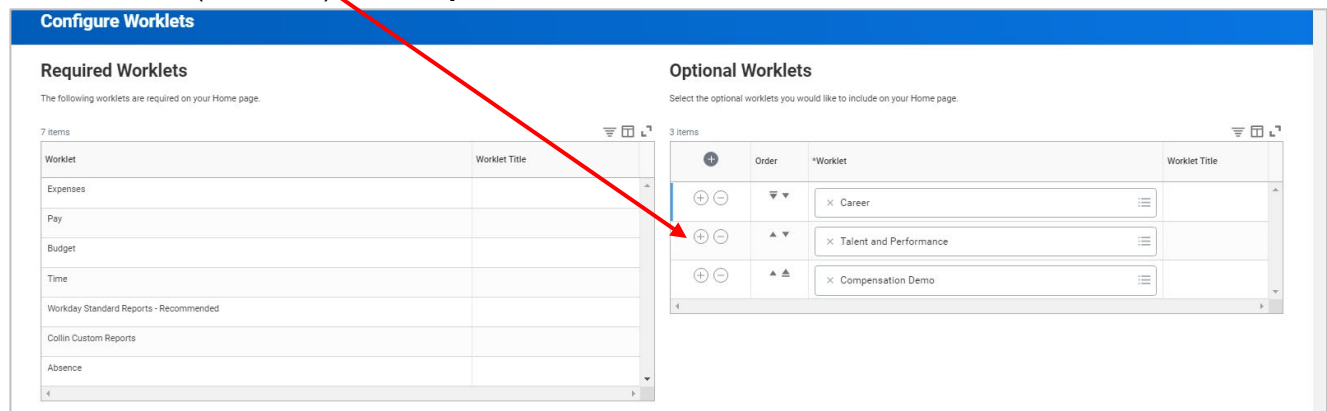 Configure Worklets
Required Worklets
The following worklets are required on your Home page.
7 items
Worklet Worklet Title
Expenses
Pay
Budget
Time
Workday Standard Reports - Recommended
Collin Custom Reports
Absence
Optional Worklets
Select the optional worklets you would like to include on your Home page.
3 items
Order *Worklet Worklet Title
× Career
× Talent and Performance
× Compensation Demo